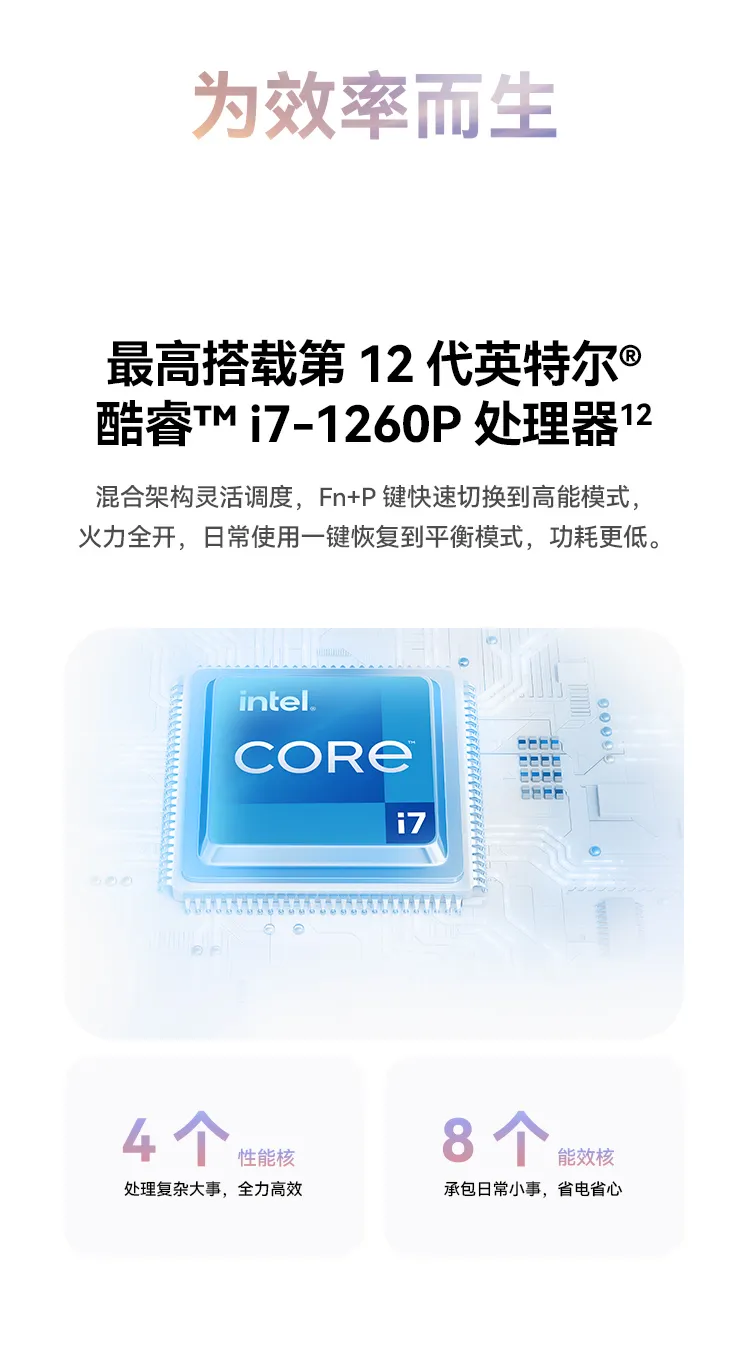 为效率而生
最高搭载第 12 代英特尔®
酷睿™ i7-1260P 处理器¹²
混合架构灵活调度，Fn+P 键快速切换到高能模式，
火力全开，日常使用一键恢复到平衡模式，功耗更低。
intel.
CORE™
i7
4 个 性能核
处理复杂大事，全力高效
8 个 能效核
承包日常小事，省电省心